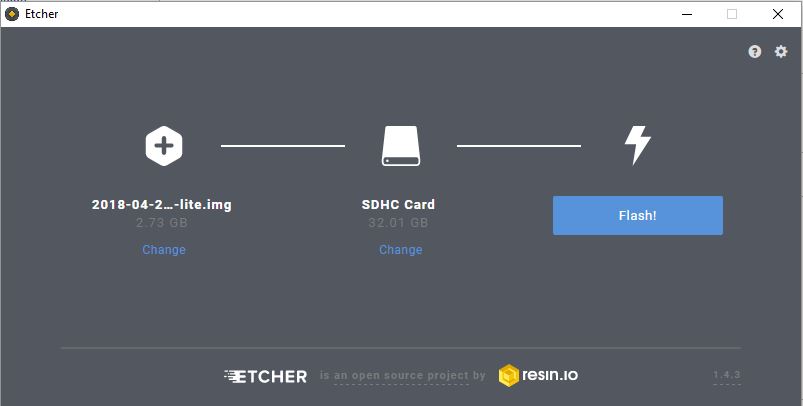 Etcher
2018-04-2...-lite.img
2.73 GB
Change
SDHC Card
32.01 GB
Change
Flash!
ETCHER is an open source project by resin.io
1.4.3